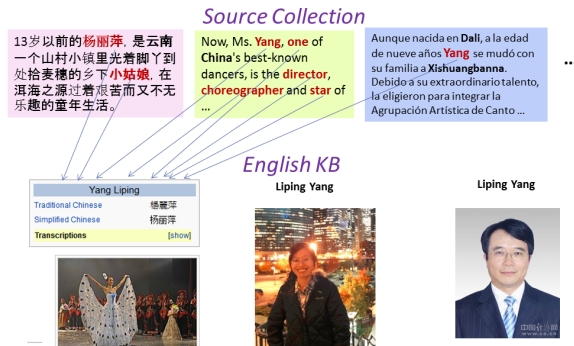 Source Collection
13岁以前的杨丽萍, 是云南
一个山村小镇里光着脚丫到
处拾麦穗的乡下小姑娘, 在
洱海之源过着艰苦而又不无
乐趣的童年生活。
Now, Ms. Yang, one of
China's best-known
dancers, is the director,
choreographer and star of
...
Aunque nacida en Dali, a la edad
de nueve años Yang se mudó con
su familia a Xishuangbanna.
Debido a su extraordinario talento,
la eligieron para integrar la
Agrupación Artística de Canto ...
..
English KB
Yang Liping
Traditional Chinese 楊麗萍
Simplified Chinese 杨丽萍
Transcriptions [show]
Liping Yang
Liping Yang